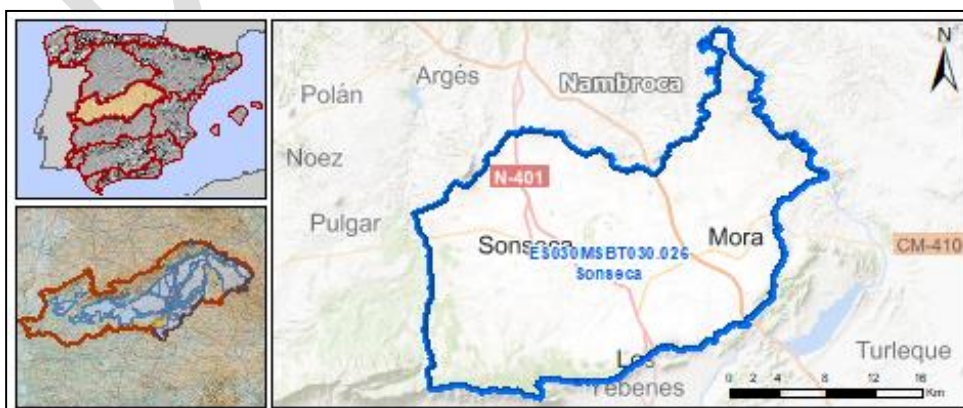 N
Argés
Nambroca
Polán
Noez
N-401
Pulgar
Sonseca
Mora
CM-410
ES030MSBT030.026
Sonseca
Turleque
Los
Yebenes
0 2 4 8 12 16
Km